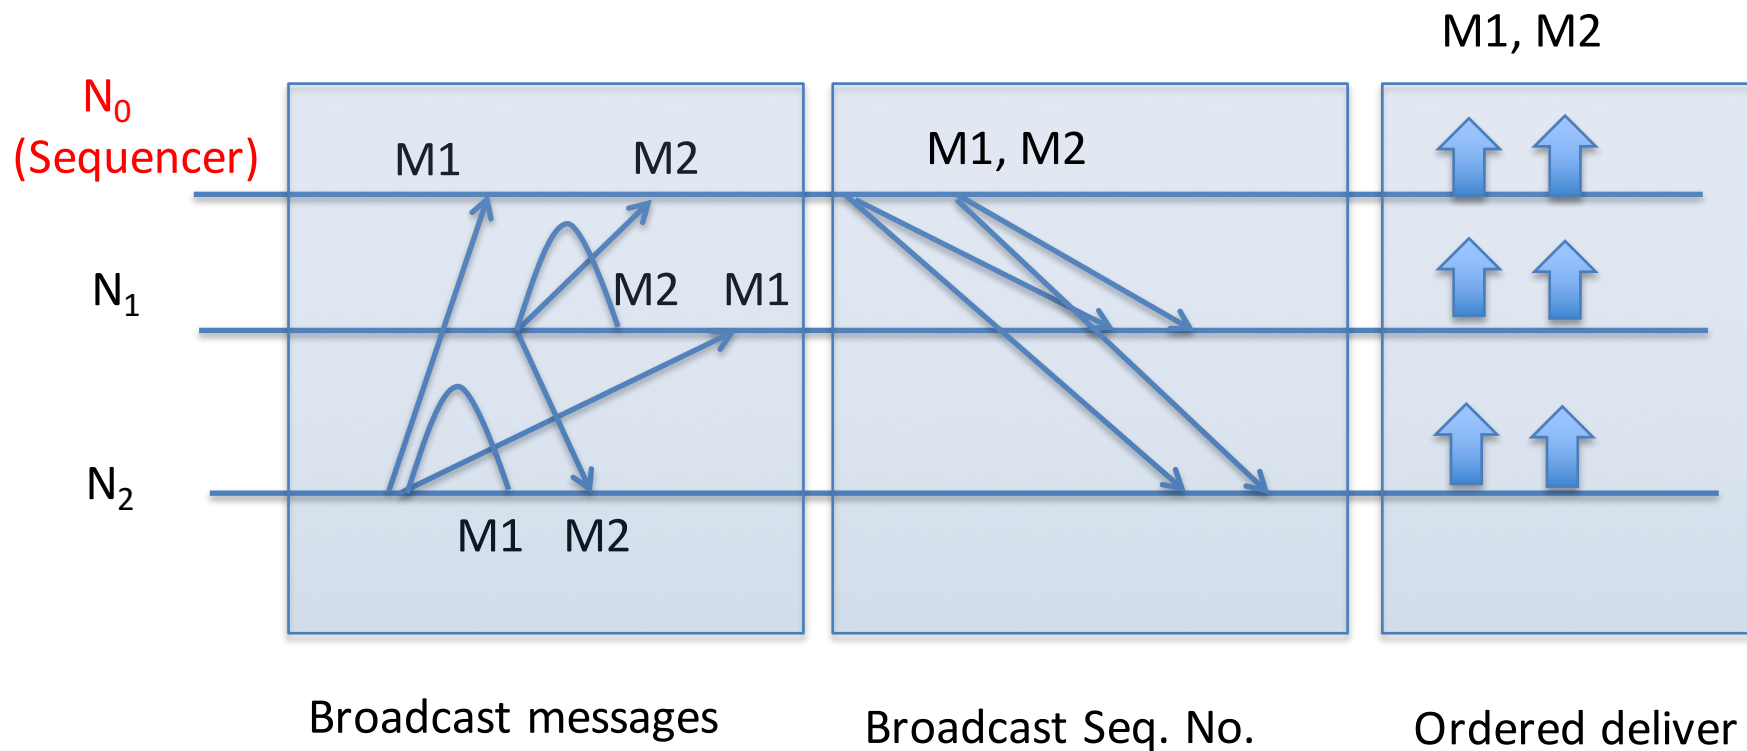 M1, M2
N0
(Sequencer)
M1
M2
M1, M2
N1
M2
M1
N2
M1
M2
Broadcast messages
Broadcast Seq. No.
Ordered deliver